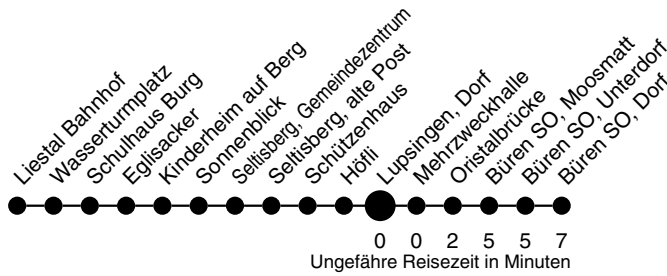 Liestal Bahnhof
Wasserturmplatz
Schulhaus Burg
Eglisacker
Kinderheim auf Berg
Sonnenblick
Seltisberg, Gemeindezentrum
Seltisberg, alte Post
Schützenhaus
Höfli
Lupsingen, Dorf
Mehrzweckhalle
Oristalbrücke
Büren SO, Moosmatt
Büren SO, Unterdorf
Büren SO, Dorf
0 0 2 5 5 7
Ungefähre Reisezeit in Minuten